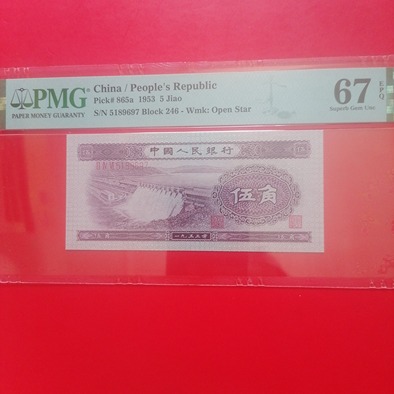 PMG
PAPER MONEY GUARANTY
China / People's Republic
Pick# 865a 1953 5 Jiao
S/N 5189697 Block 246 - Wmk: Open Star
67 EPQ
Superb Gem Unc
中國人民銀行
伍角
一九五三年